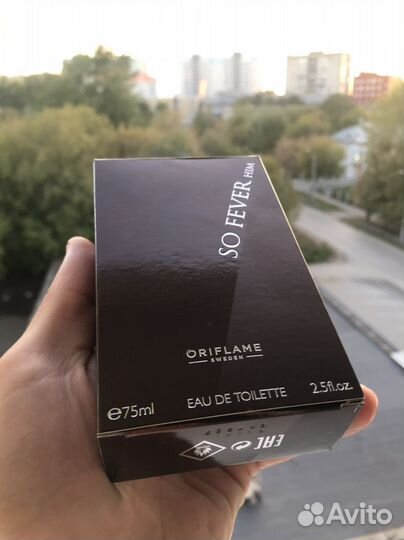 SO FEVER HIM
ORIFLAME
SWEDEN
℮75ml EAU DE TOILETTE 2.5fl.oz.
EAC
Avito